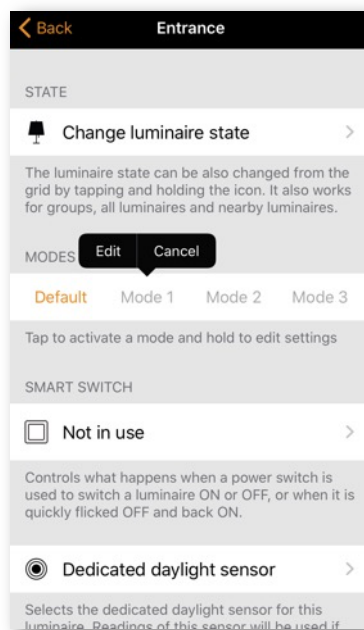 Back
Entrance
STATE
Change luminaire state
The luminaire state can be also changed from the
grid by tapping and holding the icon. It also works
for groups, all luminaires and nearby luminaires.
MODES
Edit Cancel
Default Mode 1 Mode 2 Mode 3
Tap to activate a mode and hold to edit settings
SMART SWITCH
Not in use
Controls what happens when a power switch is
used to switch a luminaire ON or OFF, or when it is
quickly flicked OFF and back ON.
Dedicated daylight sensor
Selects the dedicated daylight sensor for this
luminaire. Readings of this sensor will be used if